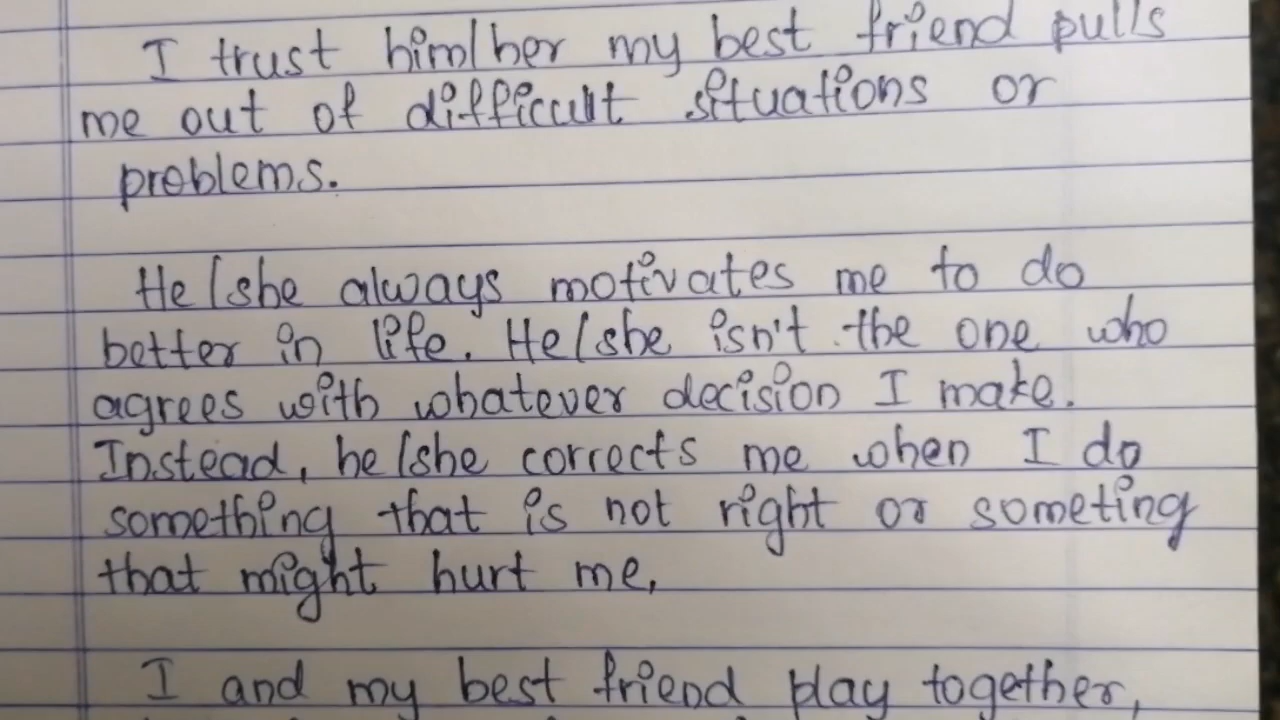 I trust him/her my best friend pulls
me out of difficult situations or
problems.
He/she always motivates me to do
better in life. He/she isn't the one who
agrees with whatever decision I make.
Instead, he/she corrects me when I do
something that is not right or someting
that might hurt me,
I and my best friend play together,